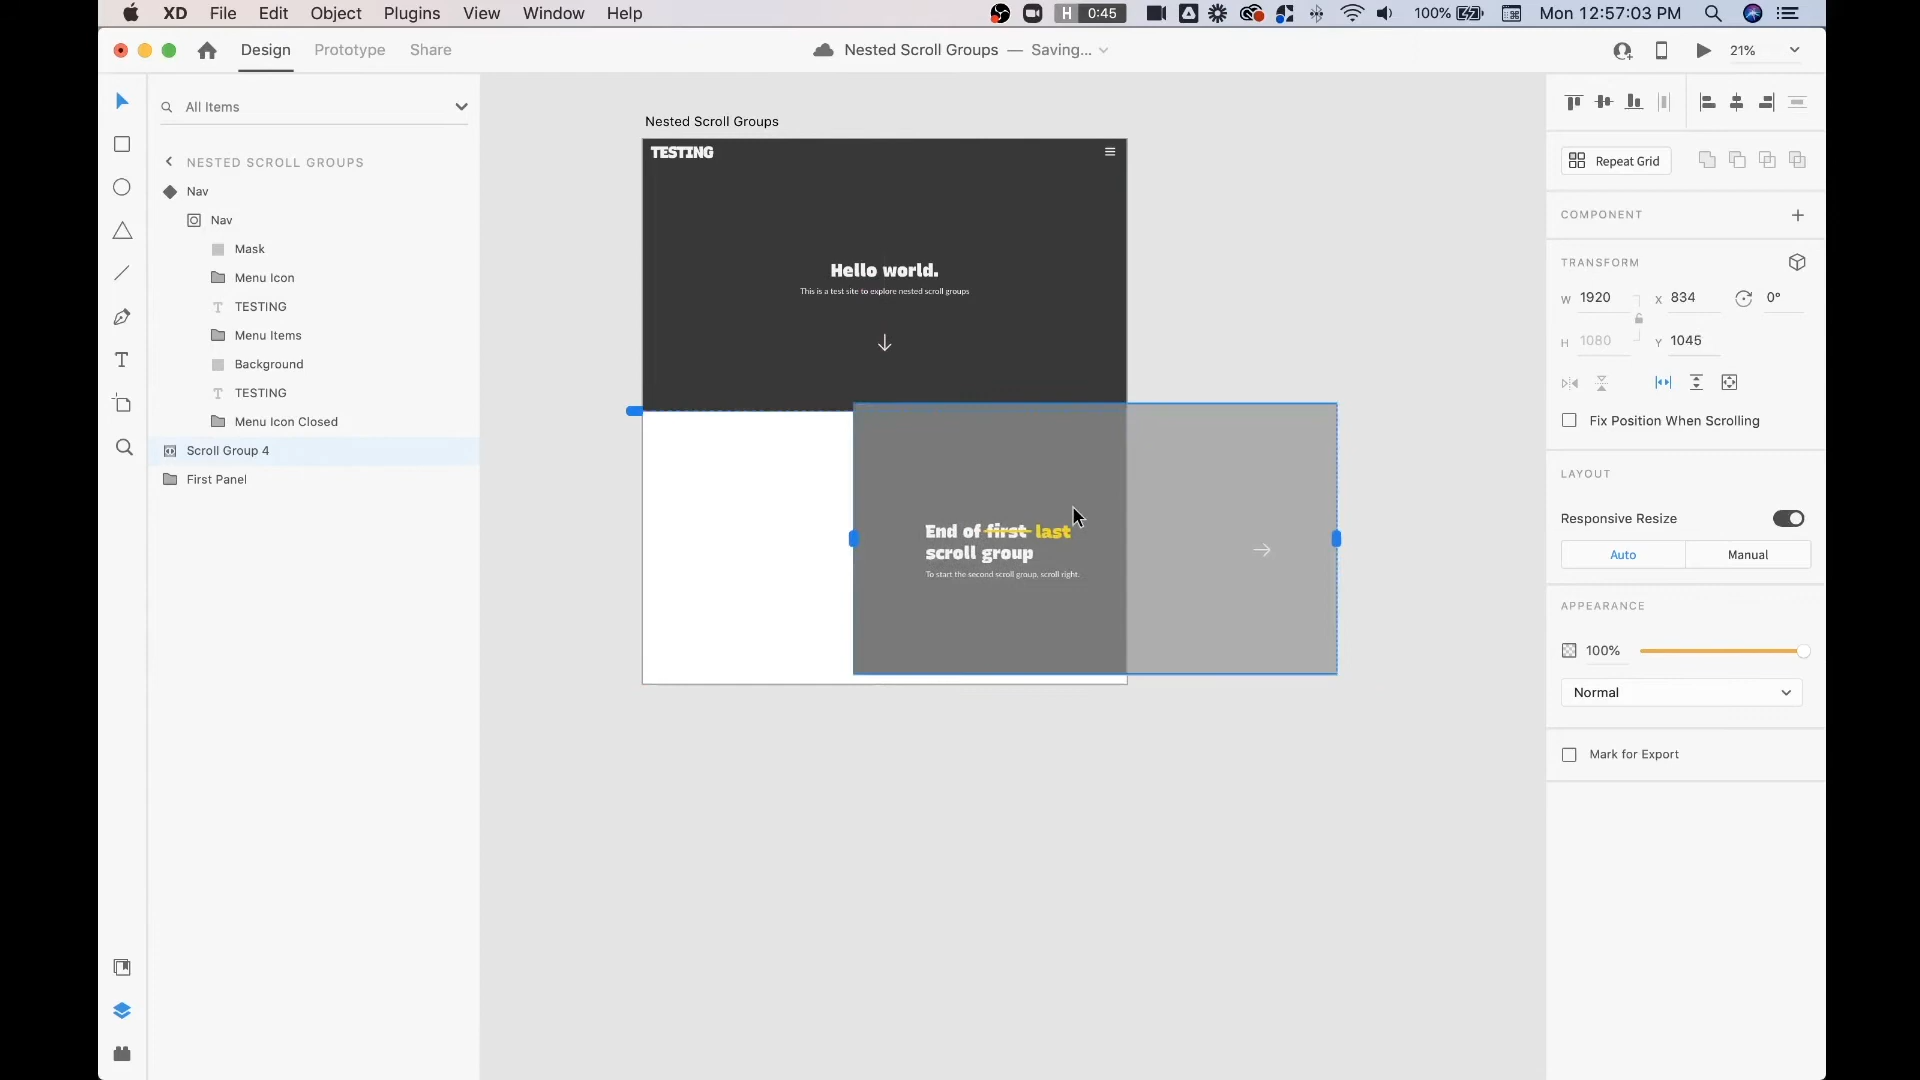 XD File Edit Object Plugins View Window Help H 0:45 100% Mon 12:57:03 PM
Design Prototype Share Nested Scroll Groups — Saving... 21%
All Items
NESTED SCROLL GROUPS
Nav
Nav
Mask
Menu Icon
TESTING
Menu Items
Background
TESTING
Menu Icon Closed
Scroll Group 4
First Panel
Nested Scroll Groups
TESTING
Hello world.
This is a test site to explore nested scroll groups
End of first last
scroll group
To start the second scroll group, scroll right.
Repeat Grid
COMPONENT
TRANSFORM
W 1920 X 834 0°
H 1080 Y 1045
Fix Position When Scrolling
LAYOUT
Responsive Resize
Auto Manual
APPEARANCE
100%
Normal
Mark for Export